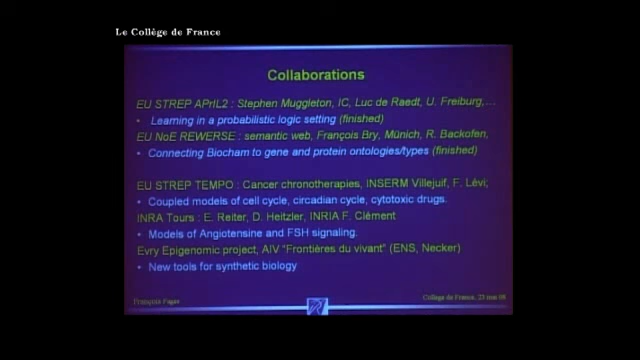 Le Collège de France
Collaborations
EU STREP APrIL2 : Stephen Muggleton, IC, Luc de Raedt, U. Freiburg,…
• Learning in a probabilistic logic setting (finished)
EU NoE REWERSE : semantic web, François Bry, Münich, R. Backofen,
• Connecting Biocham to gene and protein ontologies/types (finished)
EU STREP TEMPO : Cancer chronotherapies, INSERM Villejuif, F. Lévi;
• Coupled models of cell cycle, circadian cycle, cytotoxic drugs.
INRA Tours : E. Reiter, D. Heitzler, INRIA F. Clément
• Models of Angiotensine and FSH signaling.
Evry Epigenomic project, AIV “Frontières du vivant” (ENS, Necker)
• New tools for synthetic biology
François Fages
Collège de France, 23 mai 08